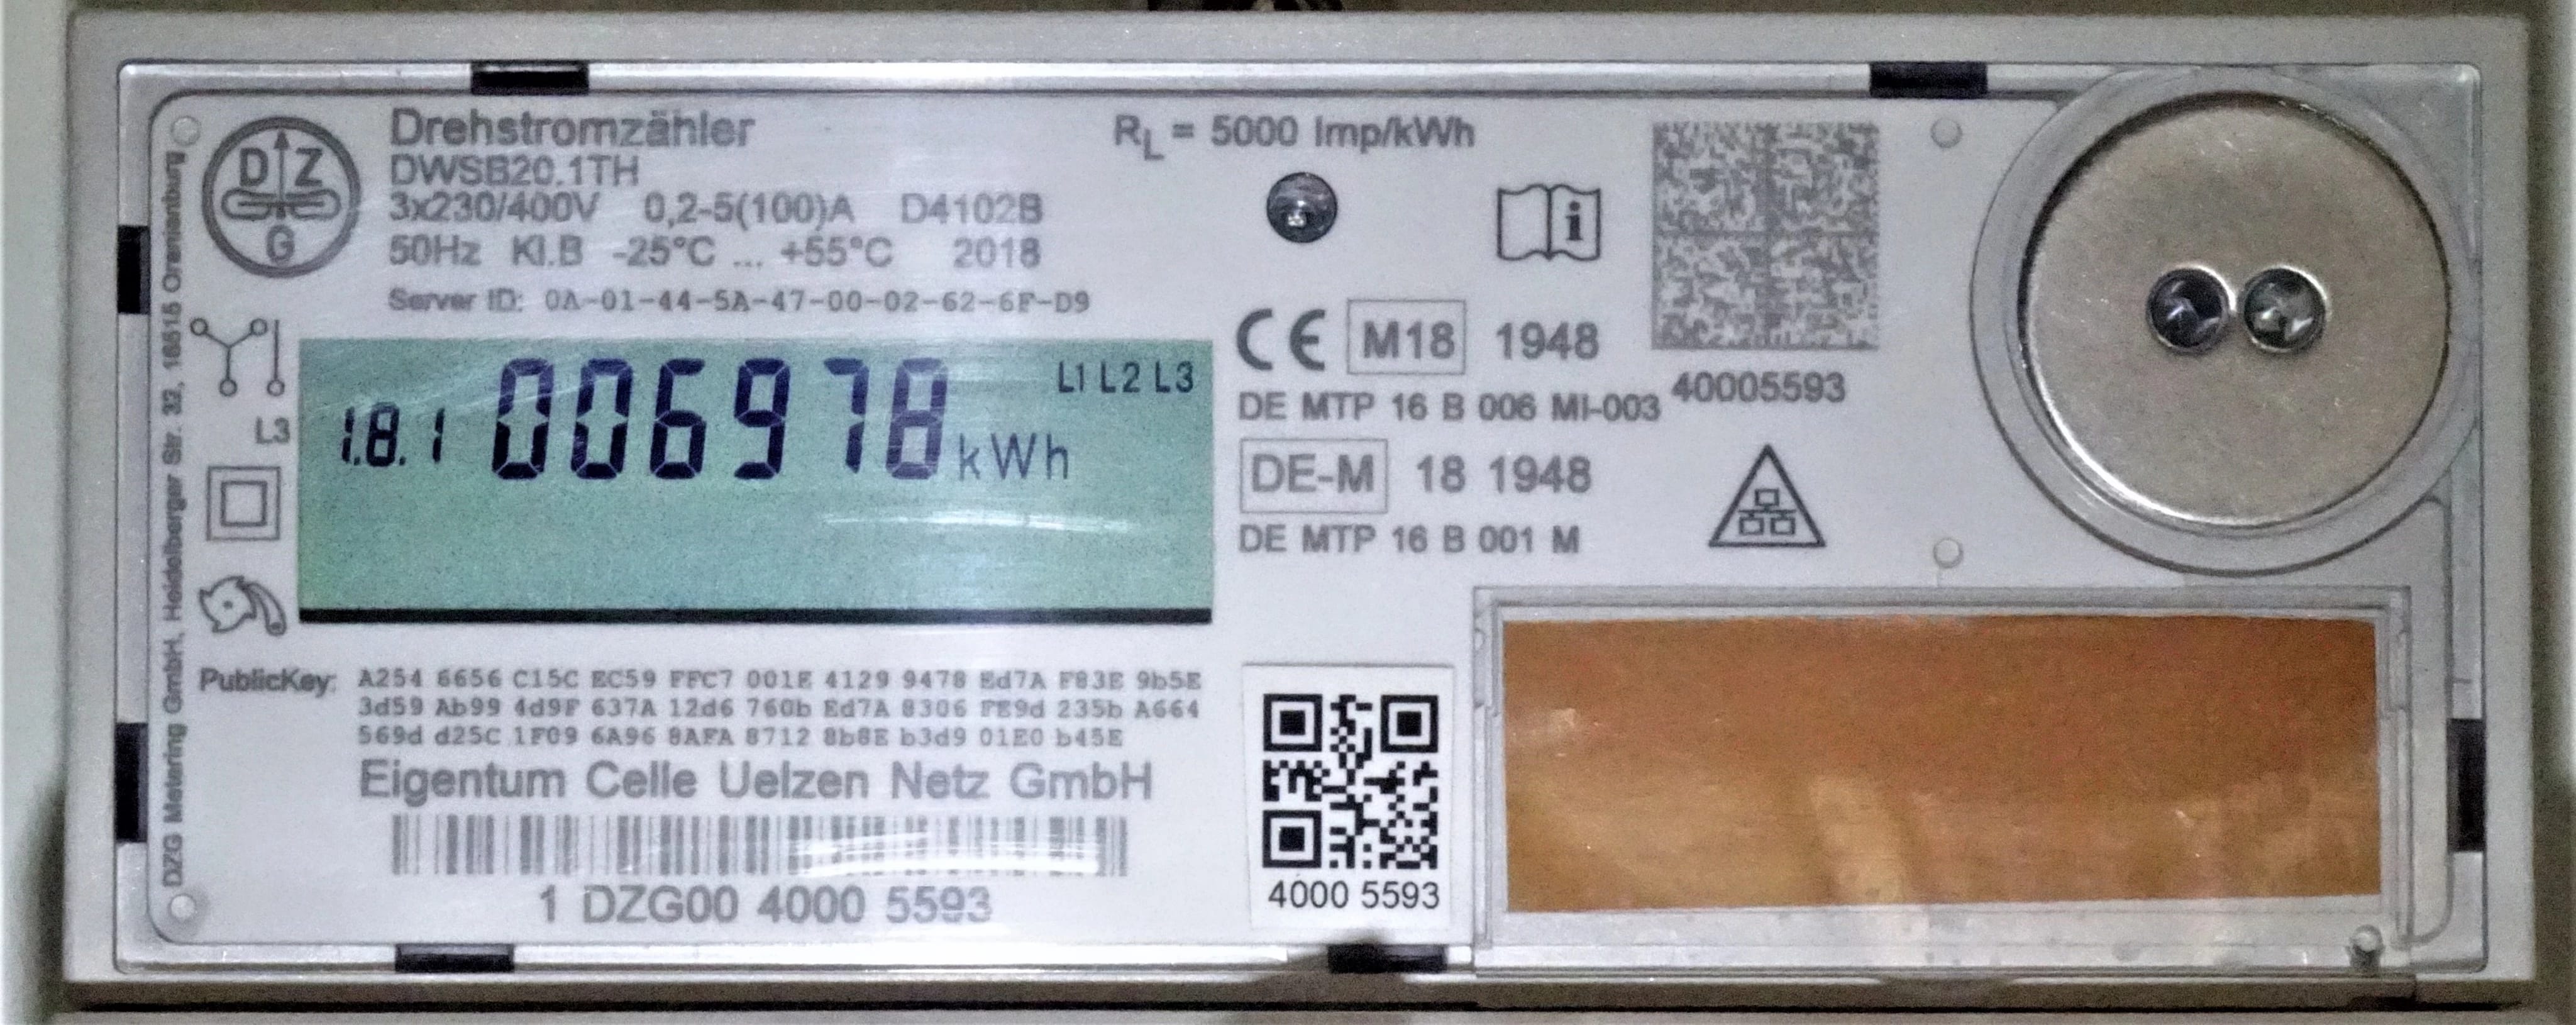 Drehstromzähler
DWSB20.1TH
3x230/400V 0,2-5(100)A D4102B
50Hz Kl.B -25°C ... +55°C 2018
Server ID: 0A-01-44-5A-47-00-02-62-6F-D9
D Z
G
DZG Metering GmbH, Heidelberger Str. 32, 16515 Oranienburg
L3
L1 L2 L3
1.8.1 006978 kWh
RL = 5000 Imp/kWh
i
CE M18 1948
DE MTP 16 B 006 MI-003
40005593
DE-M 18 1948
DE MTP 16 B 001 M
PublicKey: A254 6656 C15C EC59 FFC7 001E 4129 9478 Ed7A F83E 9b5E
3d59 Ab99 4d9F 637A 12d6 760b Ed7A 8306 FE9d 235b A664
569d d25C 1F09 6A96 8AFA 8712 8b8E b3d9 01E0 b45E
Eigentum Celle Uelzen Netz GmbH
1 DZG00 4000 5593
4000 5593